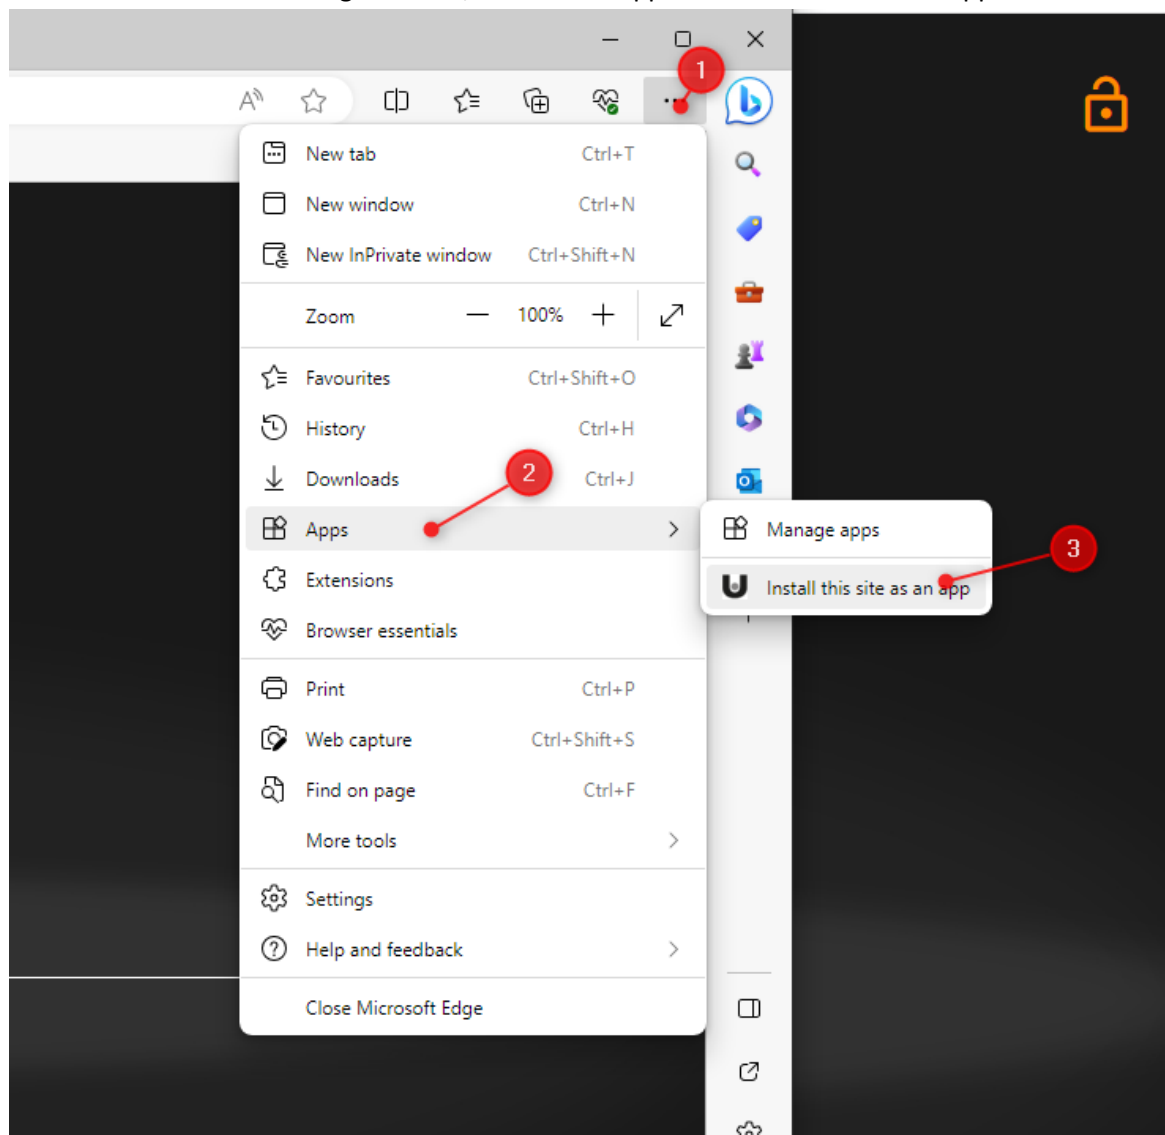 1
A
New tab Ctrl+T
New window Ctrl+N
New InPrivate window Ctrl+Shift+N
Zoom — 100% +
Favourites Ctrl+Shift+O
History Ctrl+H
Downloads Ctrl+J
2
Apps
Manage apps
3
Install this site as an app
Extensions
Browser essentials
Print Ctrl+P
Web capture Ctrl+Shift+S
Find on page Ctrl+F
More tools
Settings
Help and feedback
Close Microsoft Edge